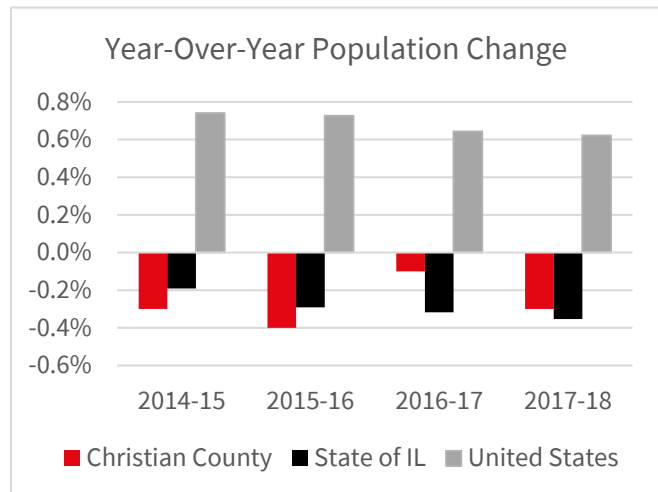 Year-Over-Year Population Change
0.8%
0.6%
0.4%
0.2%
0.0%
-0.2%
-0.4%
-0.6%
2014-15 2015-16 2016-17 2017-18
Christian County State of IL United States